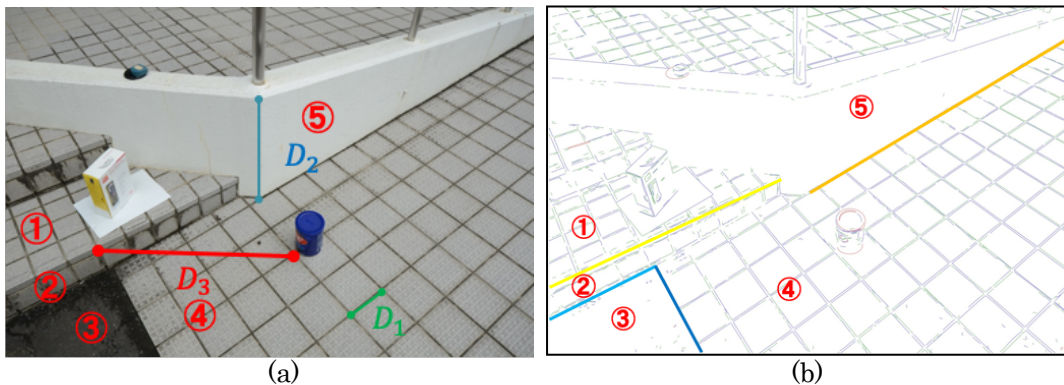 ⑤
D₂
①
②
D₃
④
③
D₁
(a)
⑤
①
②
④
③
(b)